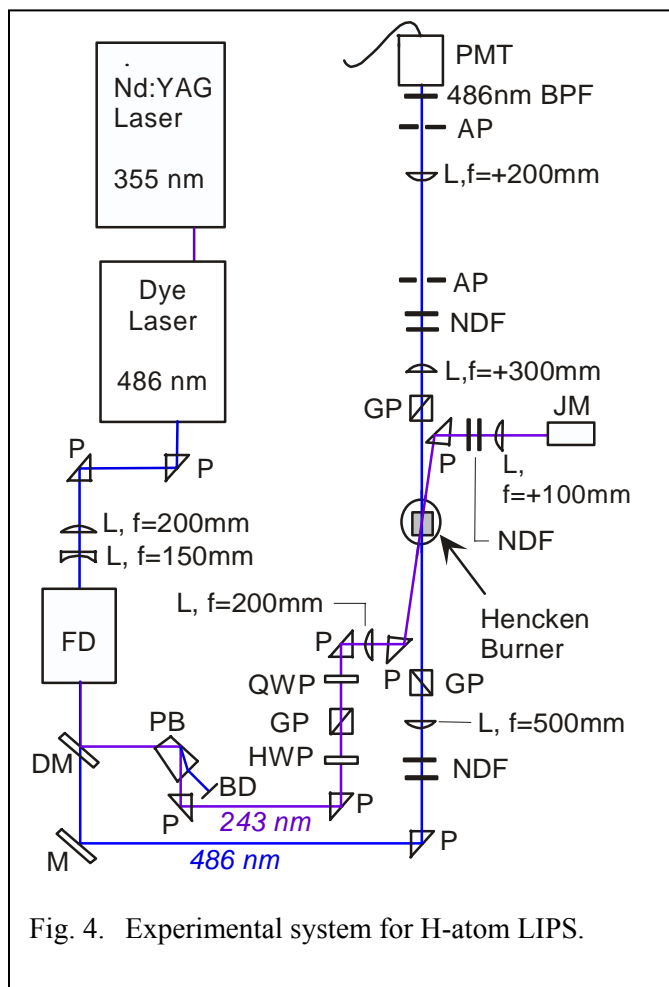 PMT
Nd:YAG
Laser
355 nm
486nm BPF
AP
L,f=+200mm
Dye
Laser
486 nm
AP
NDF
L,f=+300mm
GP
JM
P
P
P
L,
f=+100mm
NDF
L, f=200mm
L, f=150mm
L, f=200mm
Hencken
Burner
FD
P
P
QWP
GP
GP
PB
L, f=500mm
DM
HWP
NDF
BD
P
P
243 nm
P
M
486 nm
Fig. 4. Experimental system for H-atom LIPS.